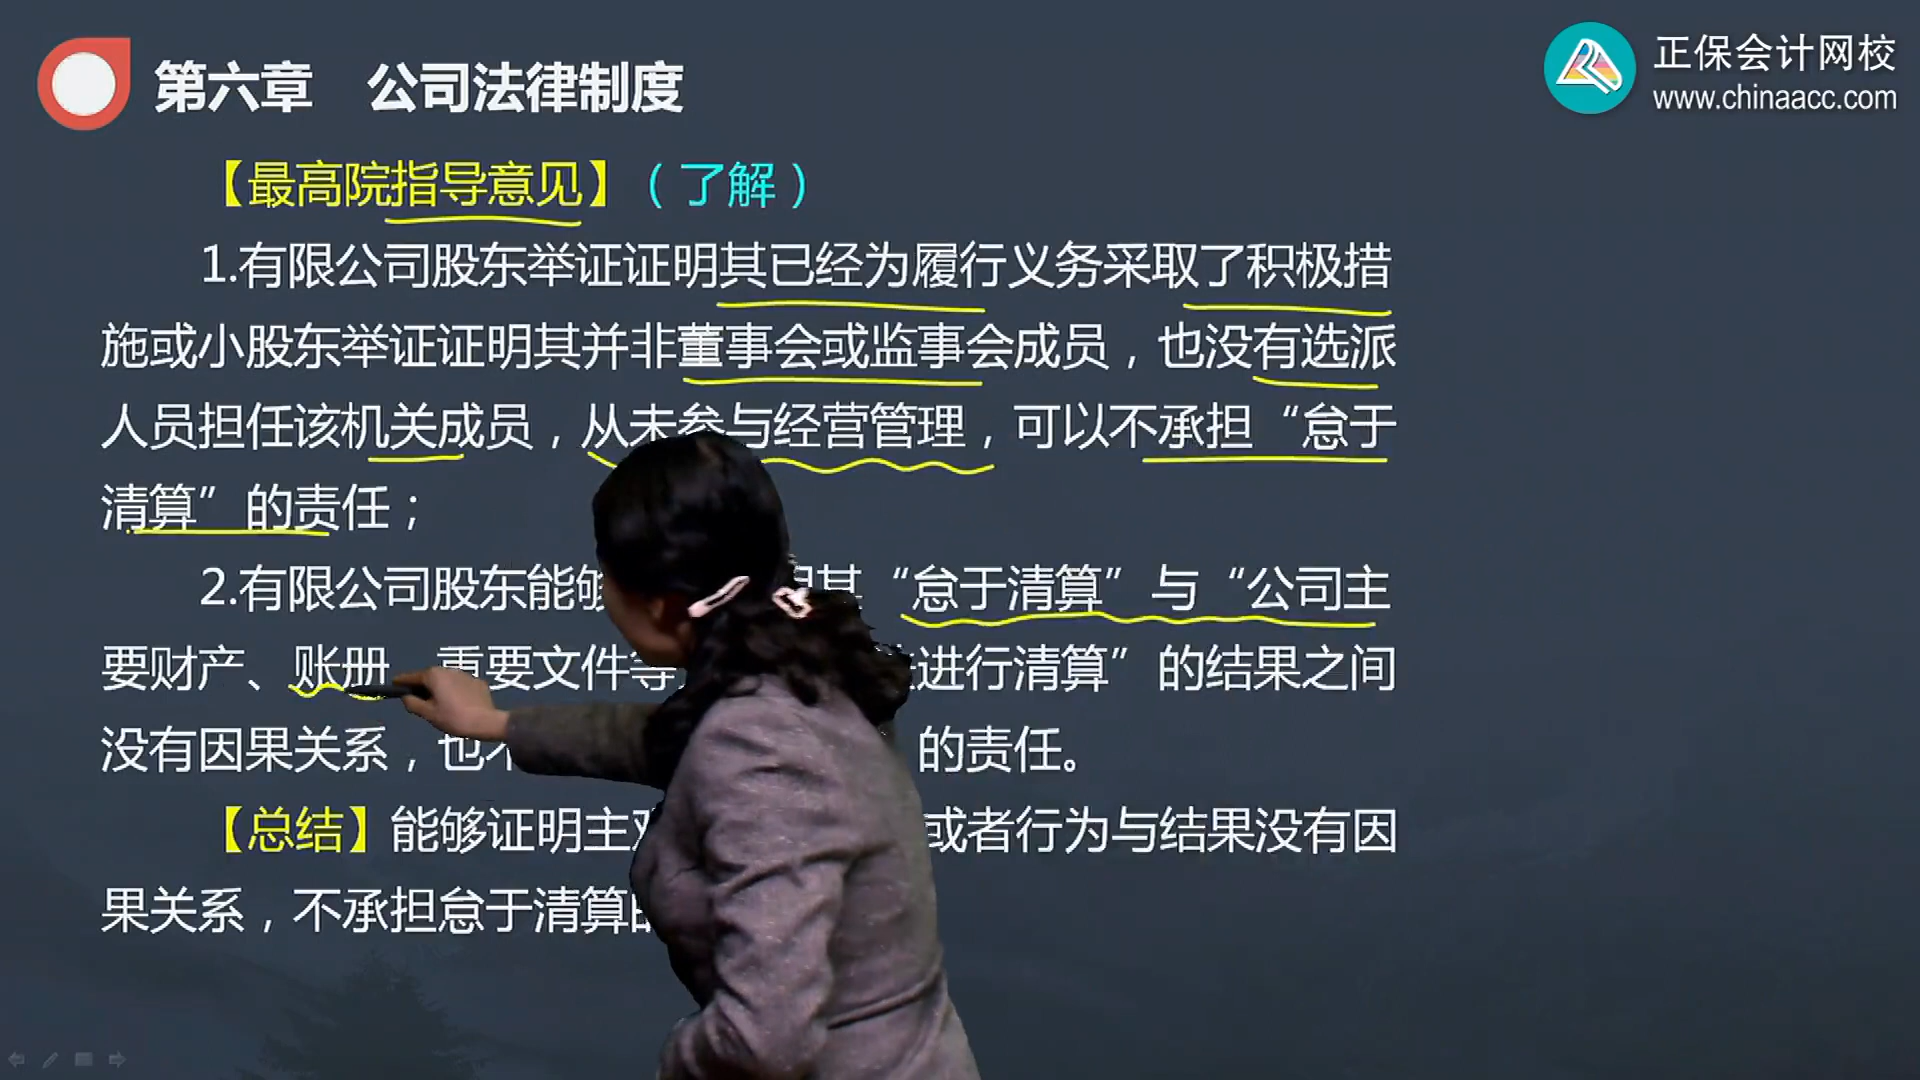 第六章 公司法律制度
正保会计网校
www.chinaacc.com
【最高院指导意见】（了解）
1.有限公司股东举证证明其已经为履行义务采取了积极措
施或小股东举证证明其并非董事会或监事会成员，也没有选派
人员担任该机关成员，从未参与经营管理，可以不承担“怠于
清算”的责任；
2.有限公司股东能够 明其“怠于清算”与“公司主
要财产、账册、重要文件等 进行清算”的结果之间
没有因果关系，也不 的责任。
【总结】能够证明主观 或者行为与结果没有因
果关系，不承担怠于清算的